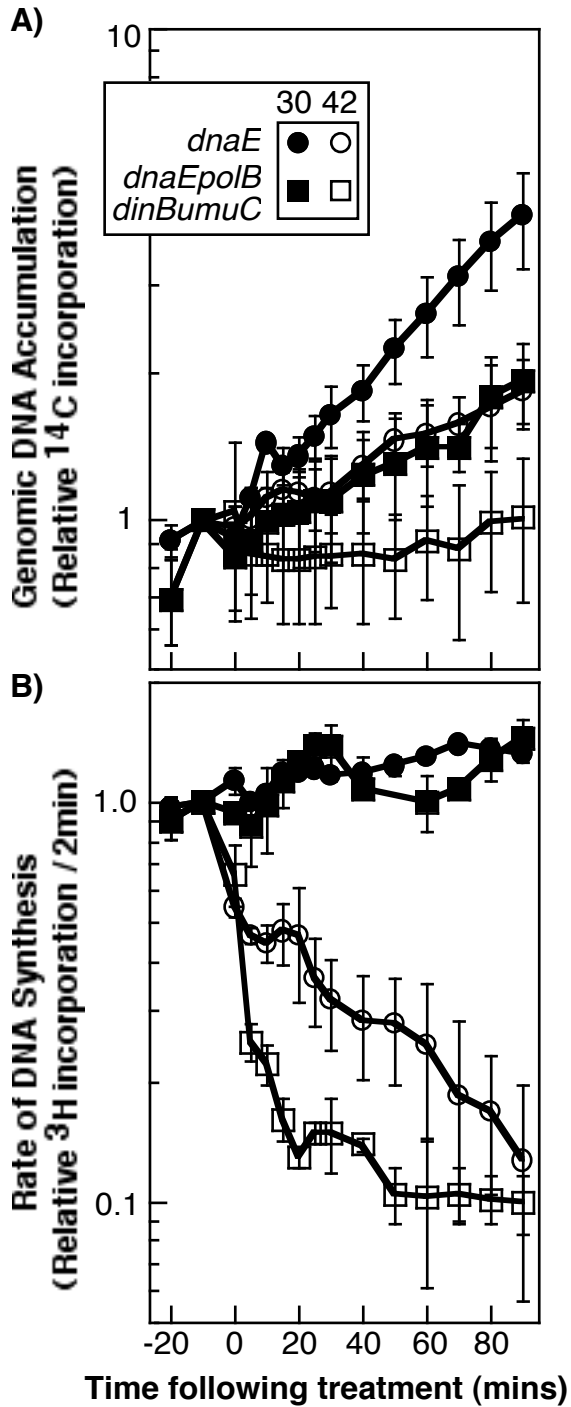 A)
10
30 42
dnaE
dnaEpolB
dinBumuC
1
Genomic DNA Accumulation
(Relative 14C incorporation)
B)
1.0
0.1
Rate of DNA Synthesis
(Relative 3H incorporation / 2min)
-20 0 20 40 60 80
Time following treatment (mins)